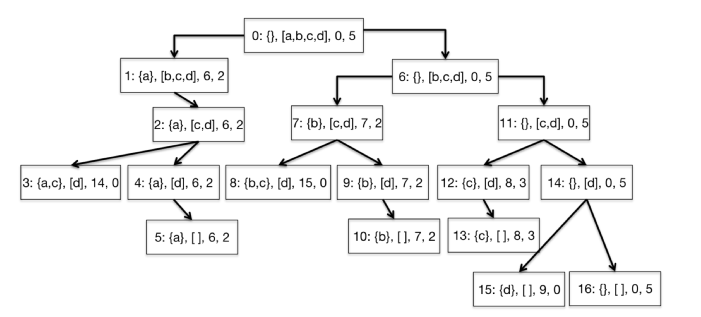 0: {}, [a,b,c,d], 0, 5
1: {a}, [b,c,d], 6, 2
6: {}, [b,c,d], 0, 5
2: {a}, [c,d], 6, 2
7: {b}, [c,d], 7, 2
11: {}, [c,d], 0, 5
3: {a,c}, [d], 14, 0
4: {a}, [d], 6, 2
8: {b,c}, [d], 15, 0
9: {b}, [d], 7, 2
12: {c}, [d], 8, 3
14: {}, [d], 0, 5
5: {a}, [ ], 6, 2
10: {b}, [ ], 7, 2
13: {c}, [ ], 8, 3
15: {d}, [ ], 9, 0
16: {}, [ ], 0, 5